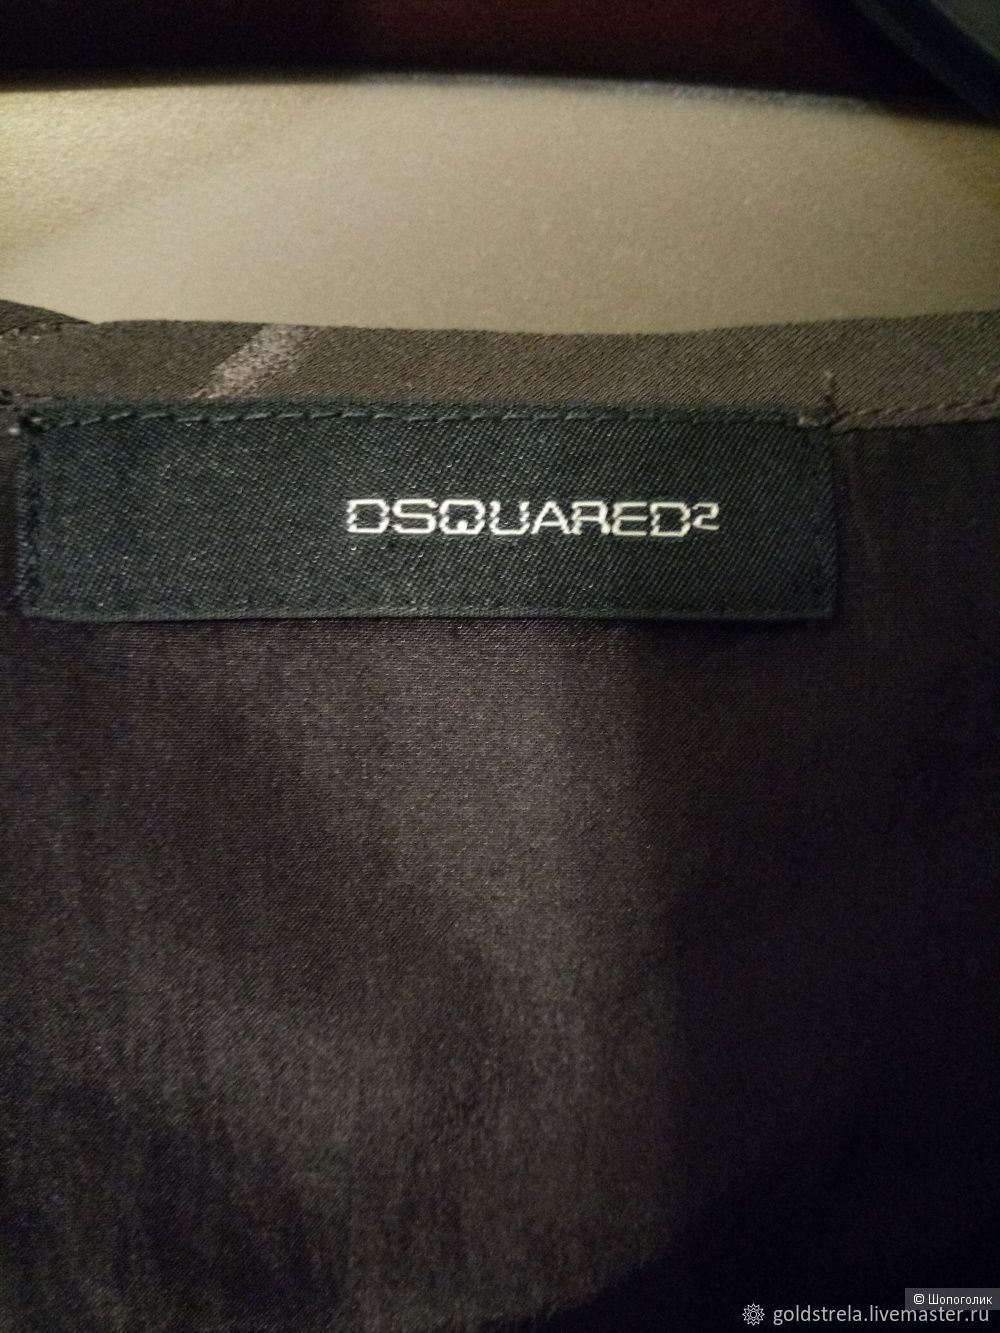 DSQUARED2
© Шопоголик
goldstrela.livemaster.ru